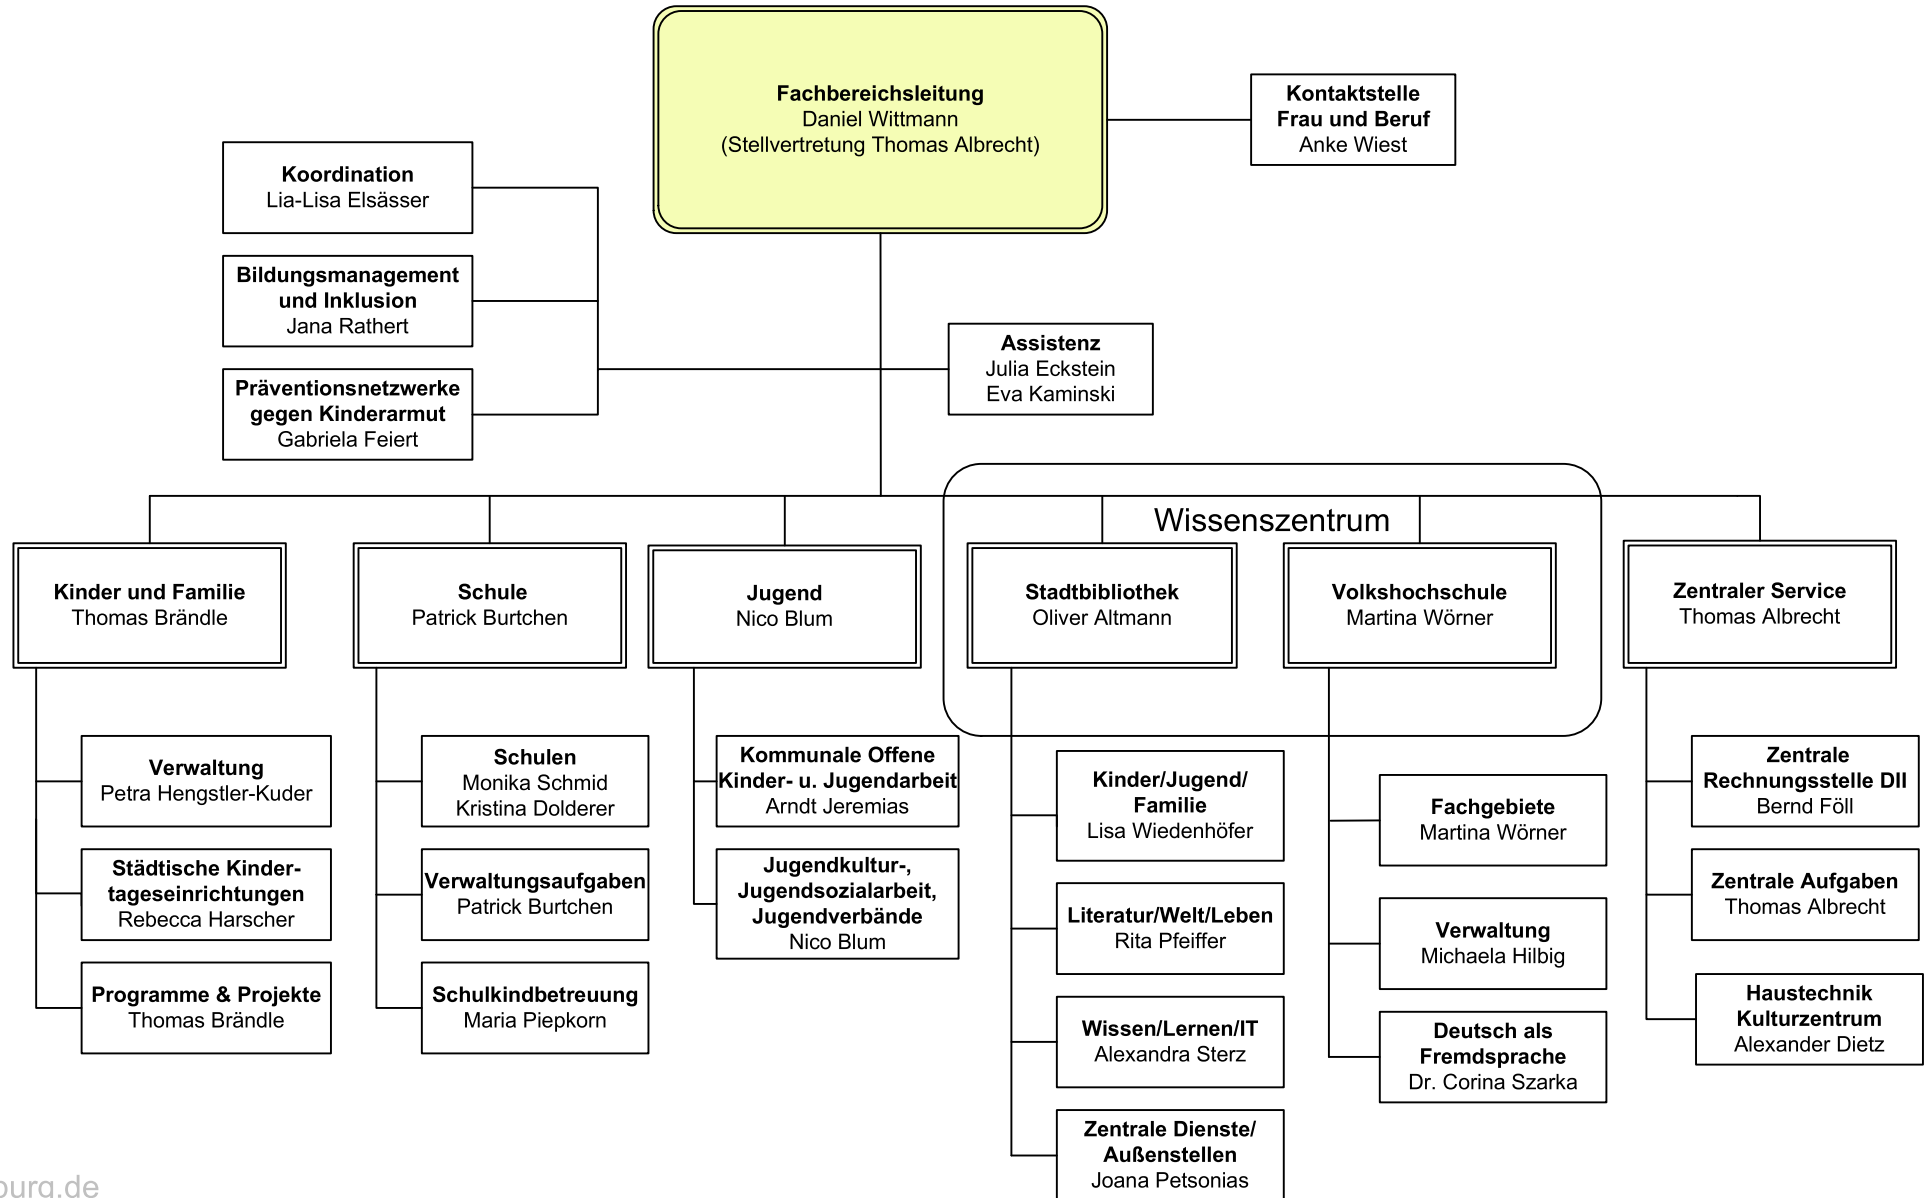 Fachbereichsleitung
Daniel Wittmann
(Stellvertretung Thomas Albrecht)
Kontaktstelle
Frau und Beruf
Anke Wiest
Koordination
Lia-Lisa Elsässer
Bildungsmanagement
und Inklusion
Jana Rathert
Präventionsnetzwerke
gegen Kinderarmut
Gabriela Feiert
Assistenz
Julia Eckstein
Eva Kaminski
Wissenszentrum
Kinder und Familie
Thomas Brändle
Schule
Patrick Burtchen
Jugend
Nico Blum
Stadtbibliothek
Oliver Altmann
Volkshochschule
Martina Wörner
Zentraler Service
Thomas Albrecht
Verwaltung
Petra Hengstler-Kuder
Städtische Kinder-
tageseinrichtungen
Rebecca Harscher
Programme & Projekte
Thomas Brändle
Schulen
Monika Schmid
Kristina Dolderer
Verwaltungsaufgaben
Patrick Burtchen
Schulkindbetreuung
Maria Piepkorn
Kommunale Offene
Kinder- u. Jugendarbeit
Arndt Jeremias
Jugendkultur-,
Jugendsozialarbeit,
Jugendverbände
Nico Blum
Kinder/Jugend/
Familie
Lisa Wiedenhöfer
Literatur/Welt/Leben
Rita Pfeiffer
Wissen/Lernen/IT
Alexandra Sterz
Zentrale Dienste/
Außenstellen
Joana Petsonias
Fachgebiete
Martina Wörner
Verwaltung
Michaela Hilbig
Deutsch als
Fremdsprache
Dr. Corina Szarka
Zentrale
Rechnungsstelle DII
Bernd Föll
Zentrale Aufgaben
Thomas Albrecht
Haustechnik
Kulturzentrum
Alexander Dietz
burg.de